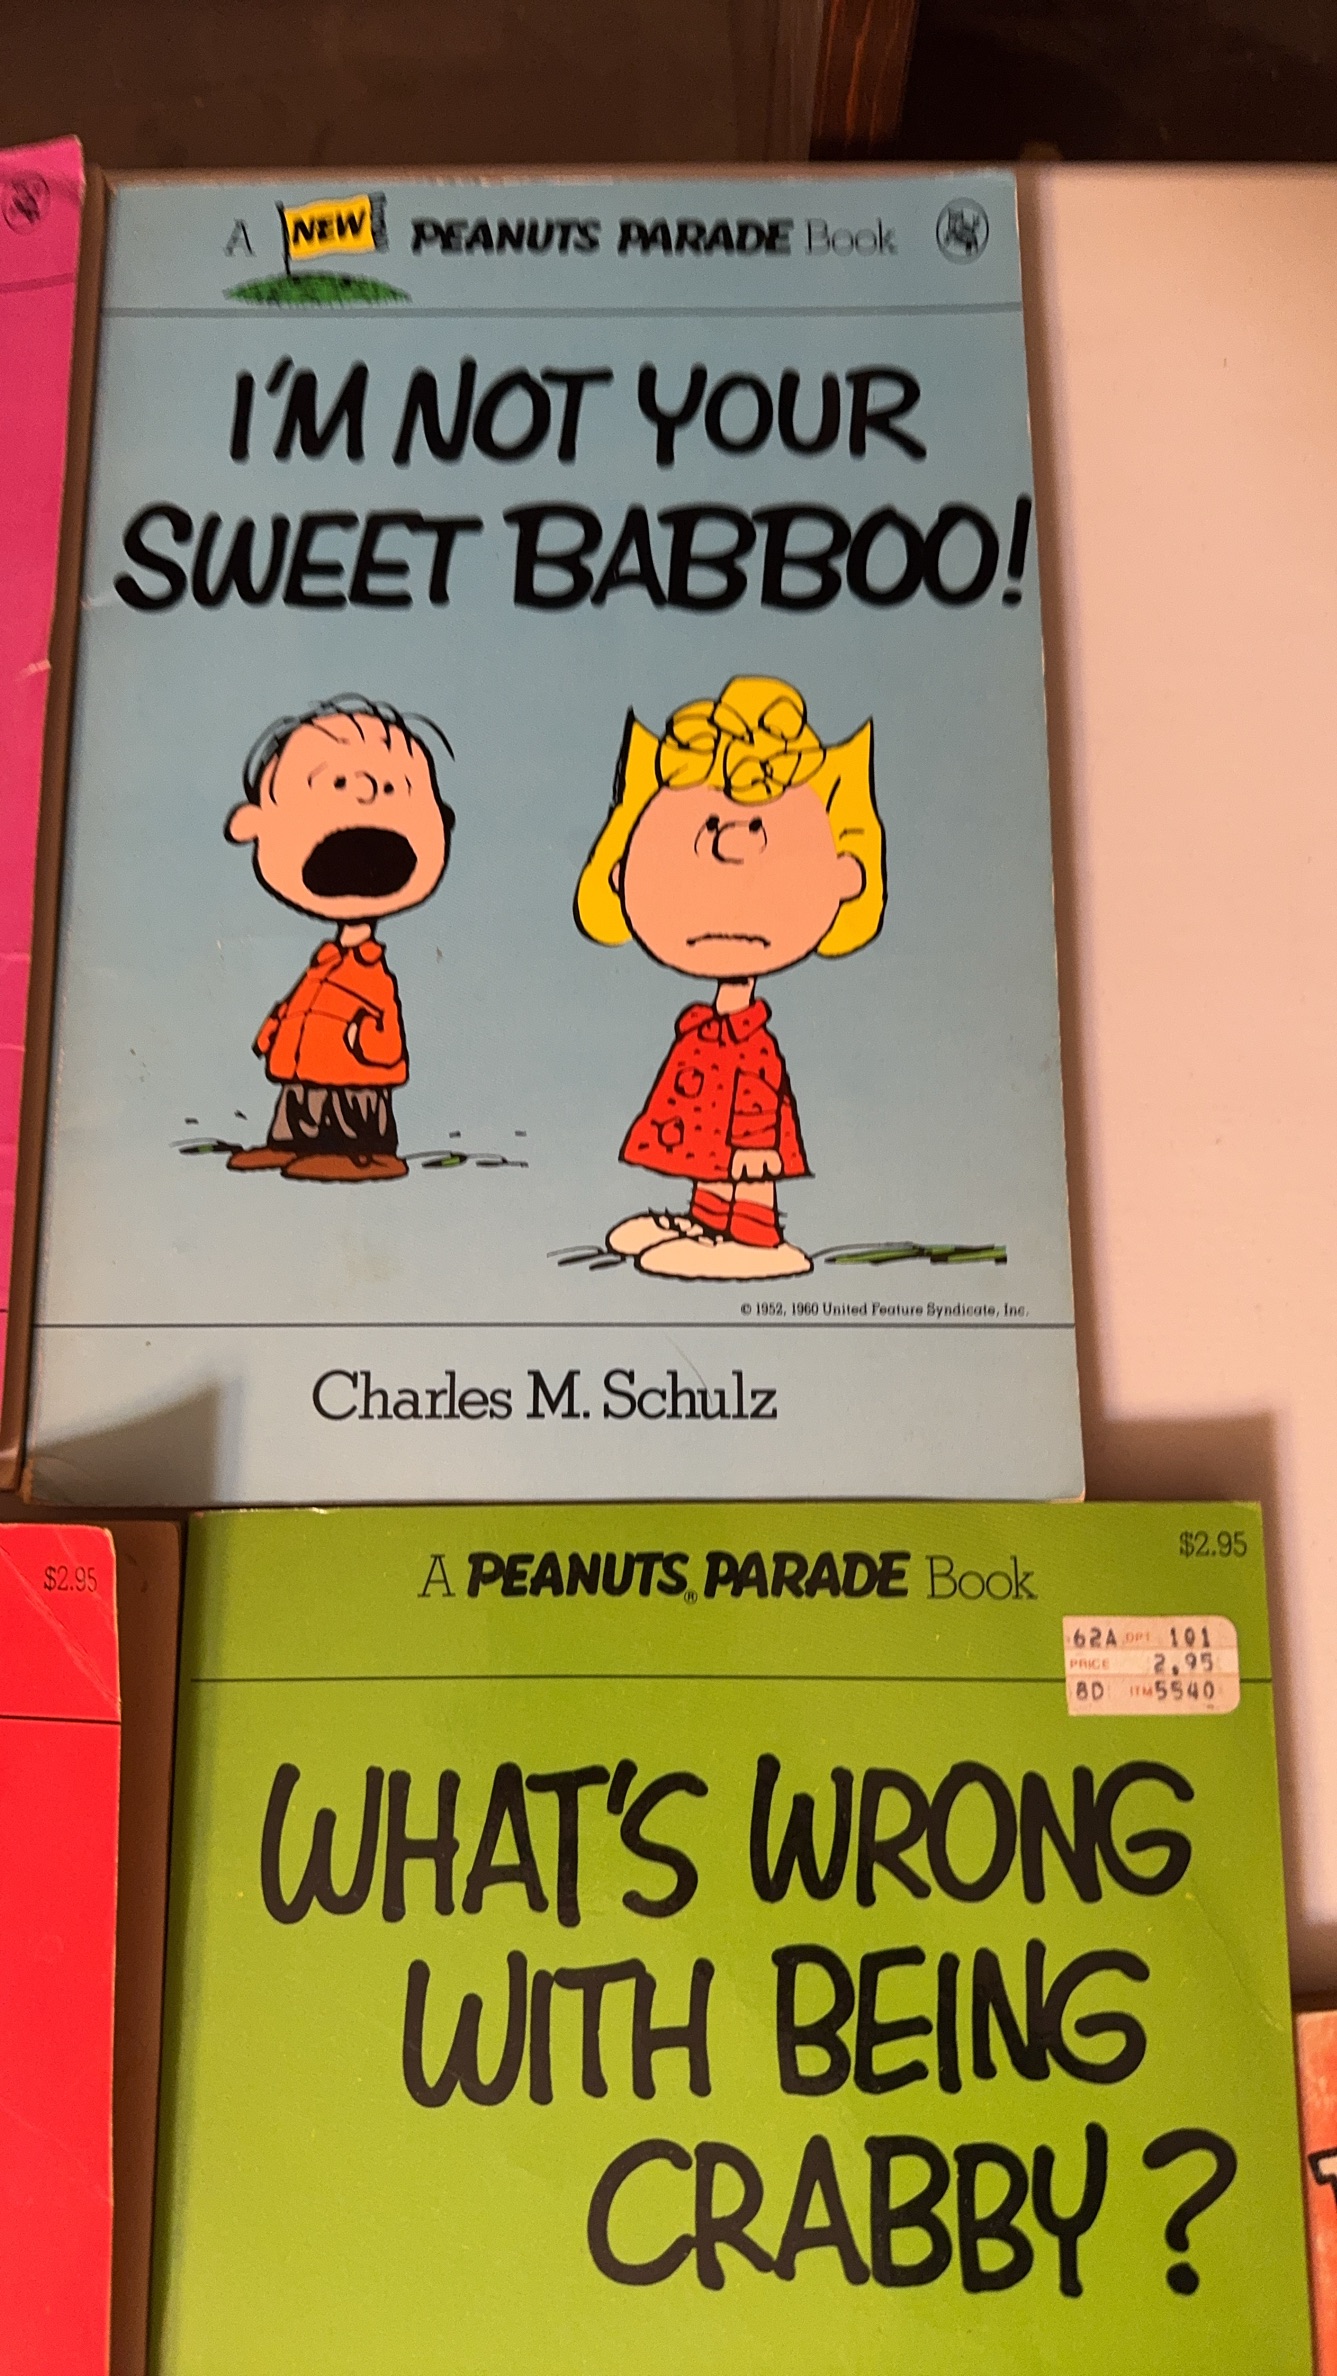 A NEW PEANUTS PARADE Book
I'M NOT YOUR
SWEET BABBOO!
© 1952, 1960 United Feature Syndicate, Inc.
Charles M. Schulz
$2.95
A PEANUTS® PARADE Book
$2.95
62A DPT 101
PRICE 2.95
8D ITM 5540
WHAT'S WRONG
WITH BEING
CRABBY?